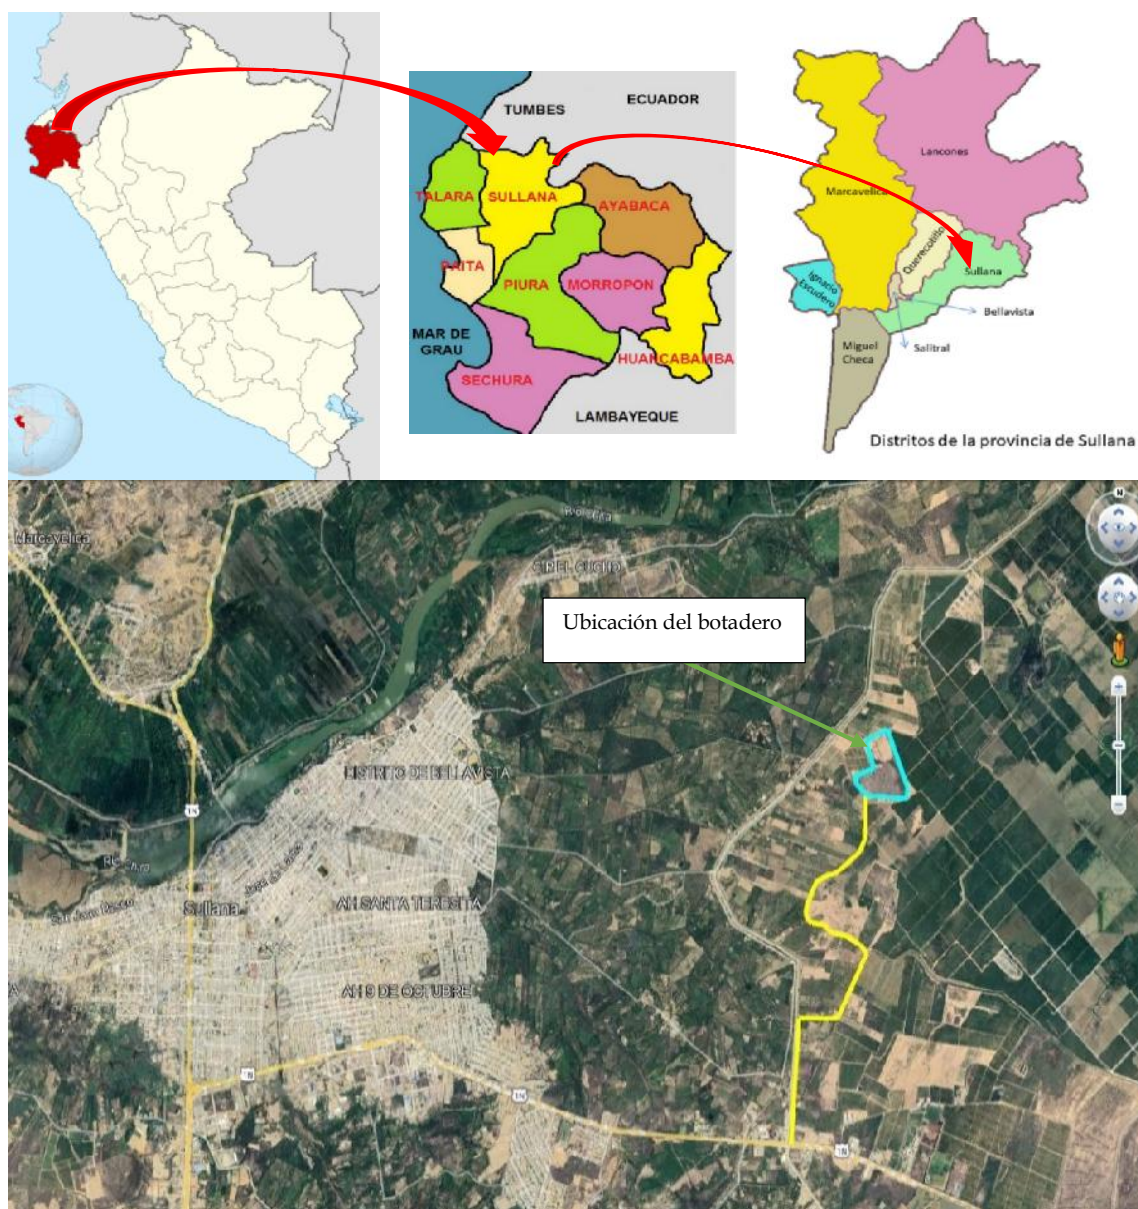 TUMBES
ECUADOR
TALARA
SULLANA
AYABACA
PAITA
PIURA
MORROPON
MAR DE
GRAU
HUANCABAMBA
SECHURA
LAMBAYEQUE
Lancones
Marcavelica
Querecotillo
Sullana
Ignacio
Escudero
Bellavista
Miguel
Checa
Salitral
Distritos de la provincia de Sullana
N
Marcavelica
Ubicación del botadero
DISTRITO DE BELLAVISTA
1N
Sullana
AH SANTA TERESITA
AH 9 DE OCTUBRE
1N
1N
1N